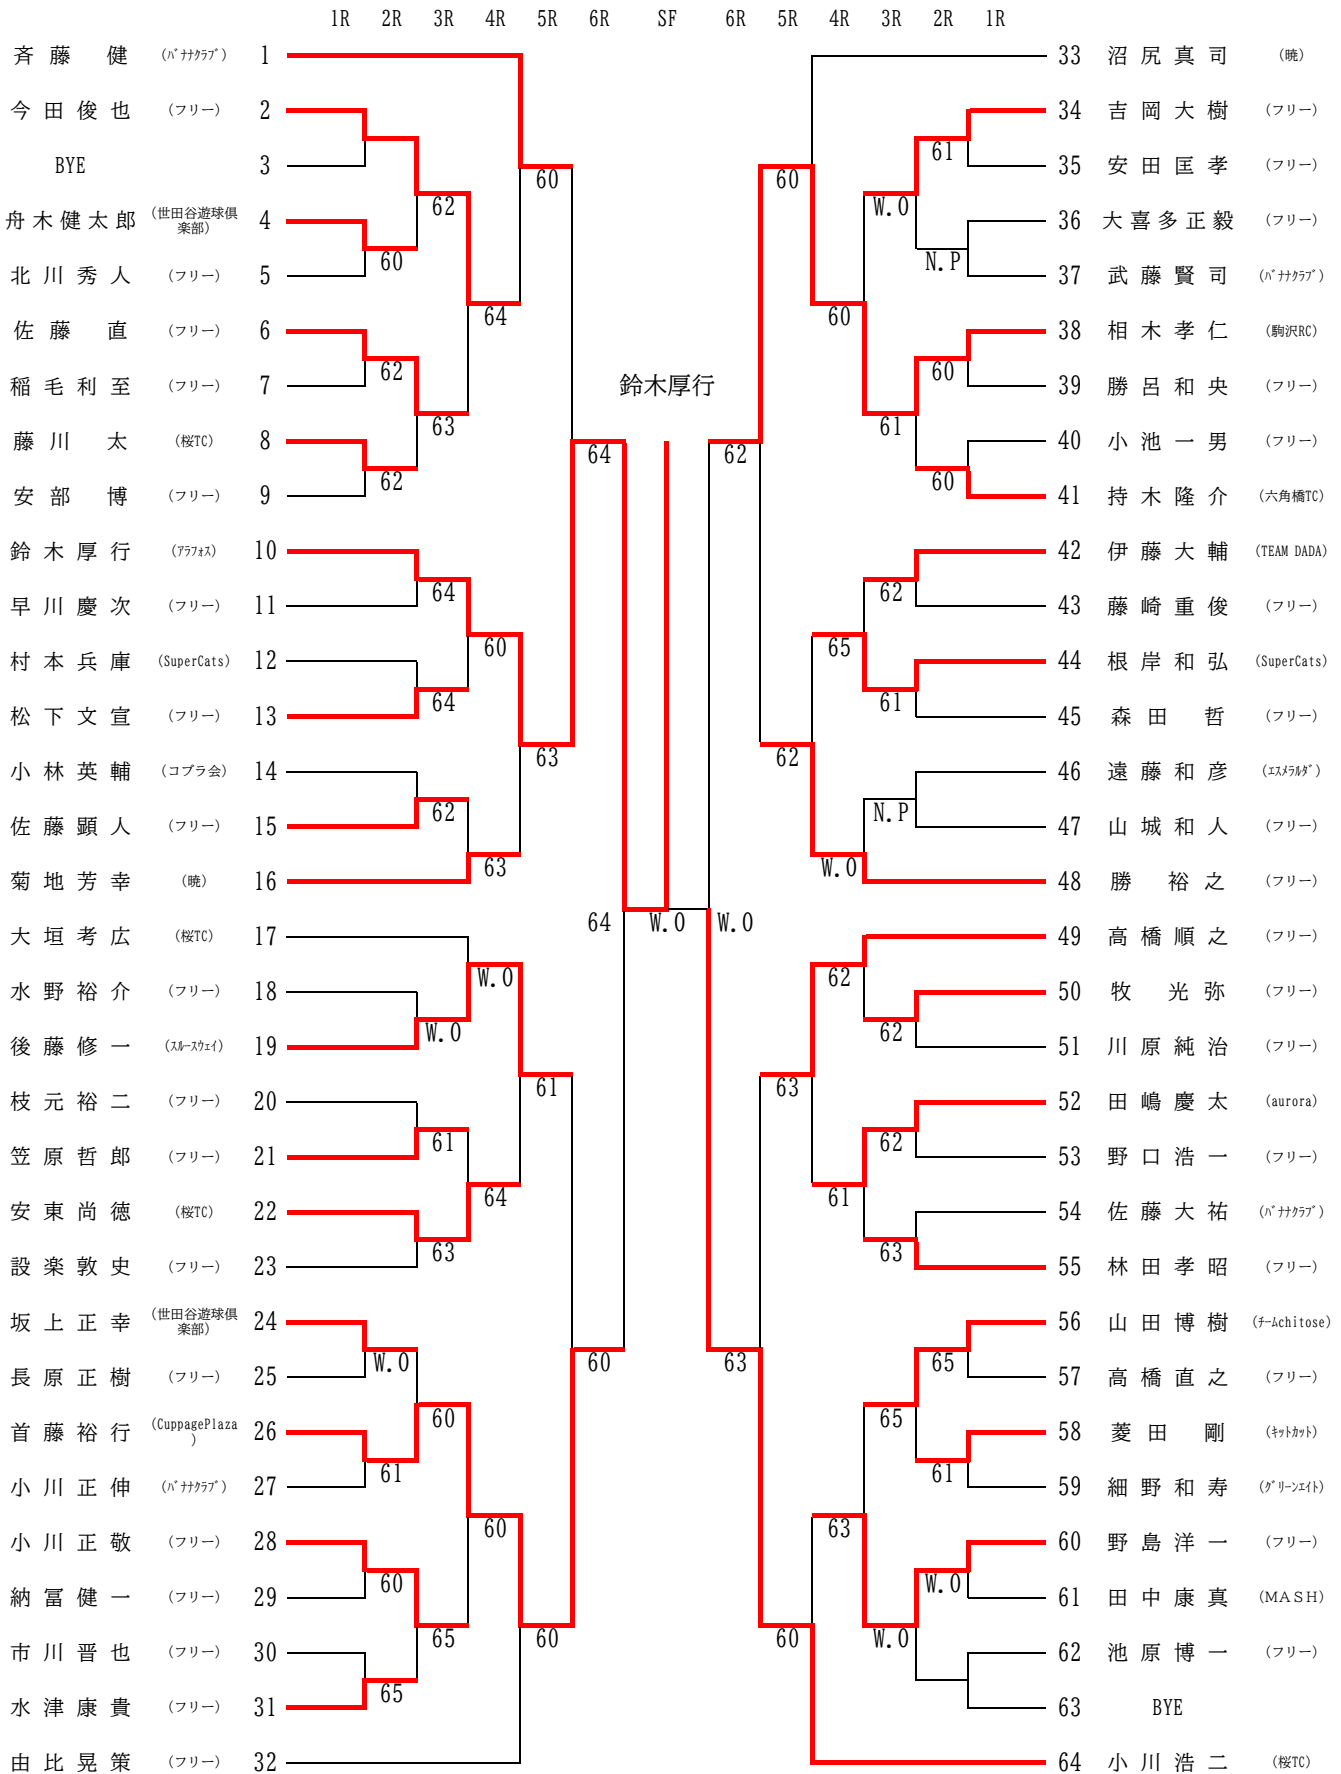 1R 2R 3R 4R 5R 6R SF 6R 5R 4R 3R 2R 1R
斉藤 健 (バナナクラブ) 1
今田俊也 (フリー) 2
BYE 3
舟木健太郎 (世田谷遊球倶楽部) 4
北川秀人 (フリー) 5
佐藤 直 (フリー) 6
稲毛利至 (フリー) 7
藤川 太 (桜TC) 8
安部 博 (フリー) 9
鈴木厚行 (アラフォス) 10
早川慶次 (フリー) 11
村本兵庫 (SuperCats) 12
松下文宣 (フリー) 13
小林英輔 (コブラ会) 14
佐藤顕人 (フリー) 15
菊地芳幸 (暁) 16
大垣考広 (桜TC) 17
水野裕介 (フリー) 18
後藤修一 (スルースウェイ) 19
枝元裕二 (フリー) 20
笠原哲郎 (フリー) 21
安東尚徳 (桜TC) 22
設楽敦史 (フリー) 23
坂上正幸 (世田谷遊球倶楽部) 24
長原正樹 (フリー) 25
首藤裕行 (CuppagePlaza) 26
小川正伸 (バナナクラブ) 27
小川正敬 (フリー) 28
納冨健一 (フリー) 29
市川晋也 (フリー) 30
水津康貴 (フリー) 31
由比晃策 (フリー) 32
60
62
60
64
62
63
62
64
64
60
64
63
62
63
64
W.0
W.0
61
61
64
63
W.0
60
60
61
60
60
65
60
65
鈴木厚行
W.0
60
61
W.0
N.P
60
60
61
60
62
62
65
61
62
N.P
W.0
W.0
62
62
63
62
61
63
63
65
65
61
63
W.0
W.0
60
33 沼尻真司 (暁)
34 吉岡大樹 (フリー)
35 安田匡孝 (フリー)
36 大喜多正毅 (フリー)
37 武藤賢司 (バナナクラブ)
38 相木孝仁 (駒沢RC)
39 勝呂和央 (フリー)
40 小池一男 (フリー)
41 持木隆介 (六角橋TC)
42 伊藤大輔 (TEAM DADA)
43 藤崎重俊 (フリー)
44 根岸和弘 (SuperCats)
45 森田 哲 (フリー)
46 遠藤和彦 (エスメラルダ)
47 山城和人 (フリー)
48 勝 裕之 (フリー)
49 高橋順之 (フリー)
50 牧 光弥 (フリー)
51 川原純治 (フリー)
52 田嶋慶太 (aurora)
53 野口浩一 (フリー)
54 佐藤大祐 (バナナクラブ)
55 林田孝昭 (フリー)
56 山田博樹 (チームchitose)
57 高橋直之 (フリー)
58 菱田 剛 (キットカット)
59 細野和寿 (グリーンエイト)
60 野島洋一 (フリー)
61 田中康真 (MASH)
62 池原博一 (フリー)
63 BYE
64 小川浩二 (桜TC)